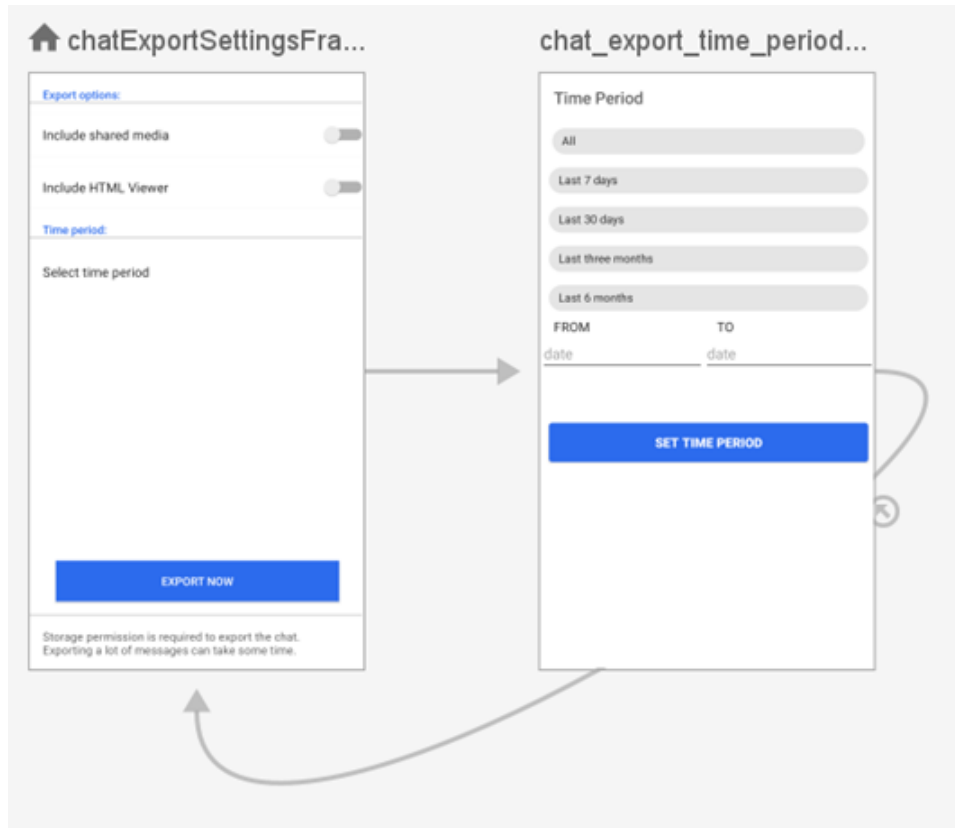 chatExportSettingsFra...
Export options:
Include shared media
Include HTML Viewer
Time period:
Select time period
EXPORT NOW
Storage permission is required to export the chat.
Exporting a lot of messages can take some time.
chat_export_time_period...
Time Period
All
Last 7 days
Last 30 days
Last three months
Last 6 months
FROM TO
date date
SET TIME PERIOD